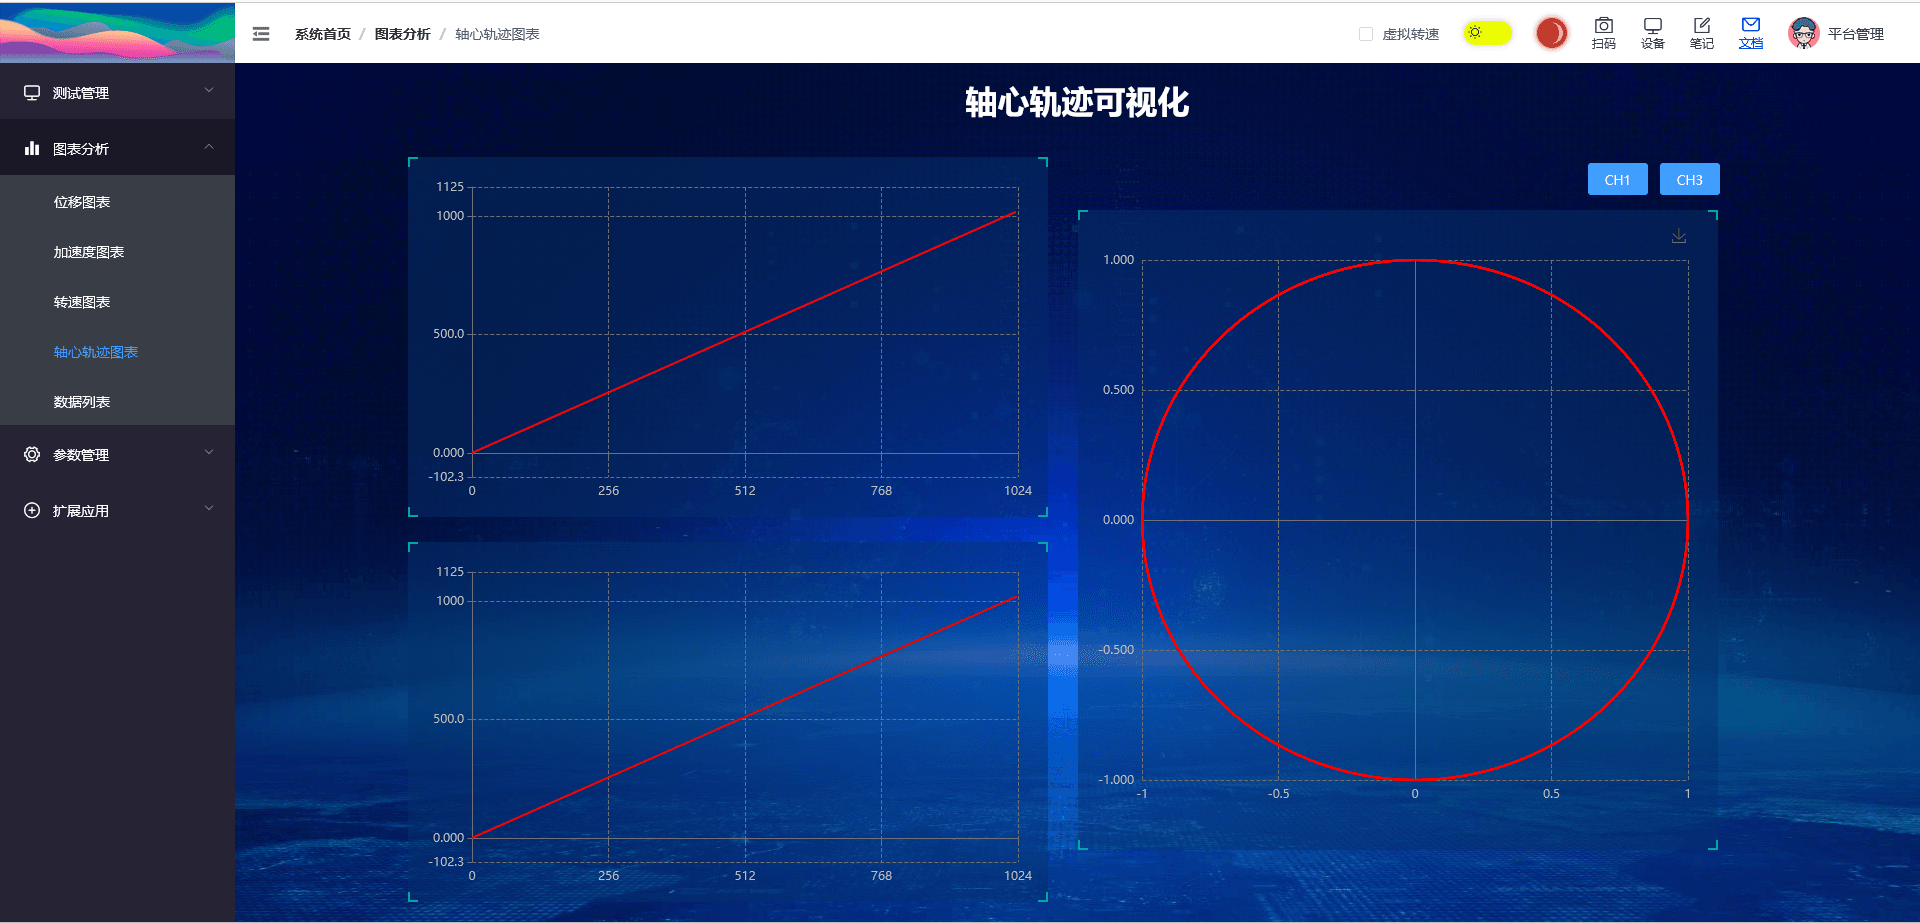 系统首页 / 图表分析 / 轴心轨迹图表
虚拟转速
扫码
设备
笔记
文档
平台管理
测试管理
图表分析
位移图表
加速度图表
转速图表
轴心轨迹图表
数据列表
参数管理
扩展应用
轴心轨迹可视化
1125
1000
500.0
0.000
-102.3
0 256 512 768 1024
1125
1000
500.0
0.000
-102.3
0 256 512 768 1024
CH1 CH3
1.000
0.500
0.000
-0.500
-1.000
-1 -0.5 0 0.5 1